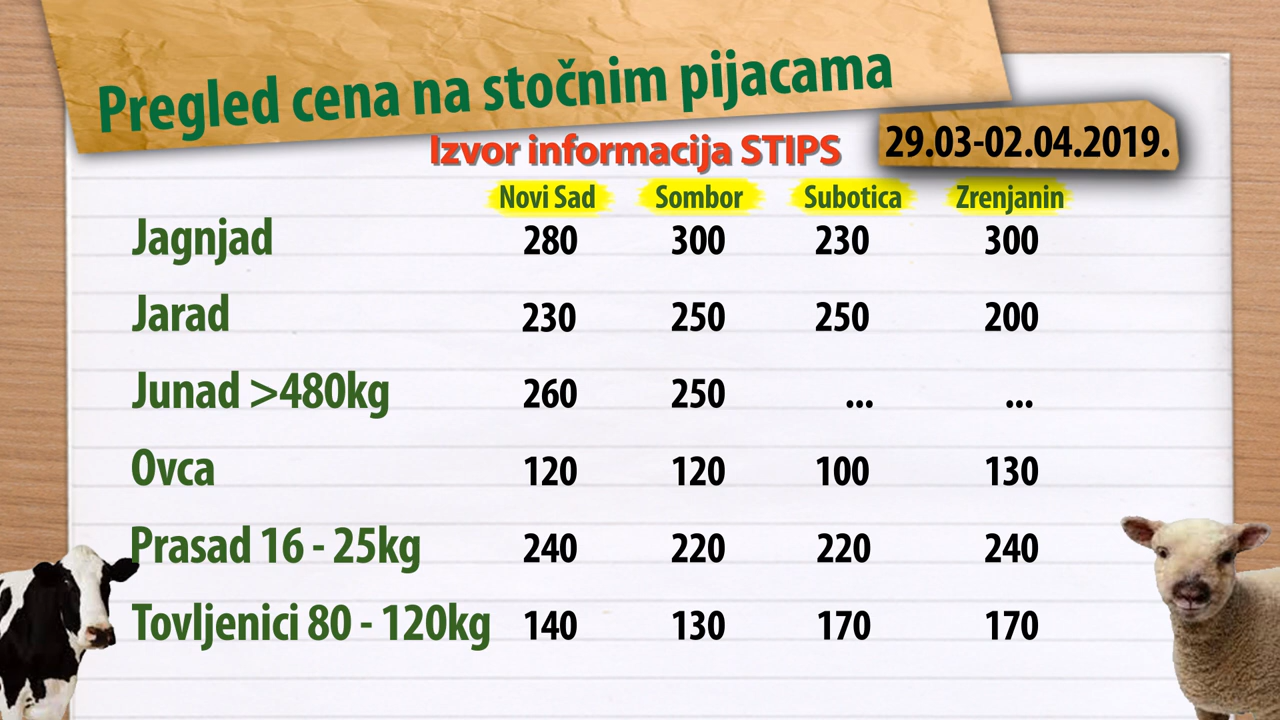 Pregled cena na stočnim pijacama
Izvor informacija STIPS
29.03-02.04.2019.
Novi Sad Sombor Subotica Zrenjanin
Jagnjad 280 300 230 300
Jarad 230 250 250 200
Junad >480kg 260 250 ... ...
Ovca 120 120 100 130
Prasad 16 - 25kg 240 220 220 240
Tovljenici 80 - 120kg 140 130 170 170